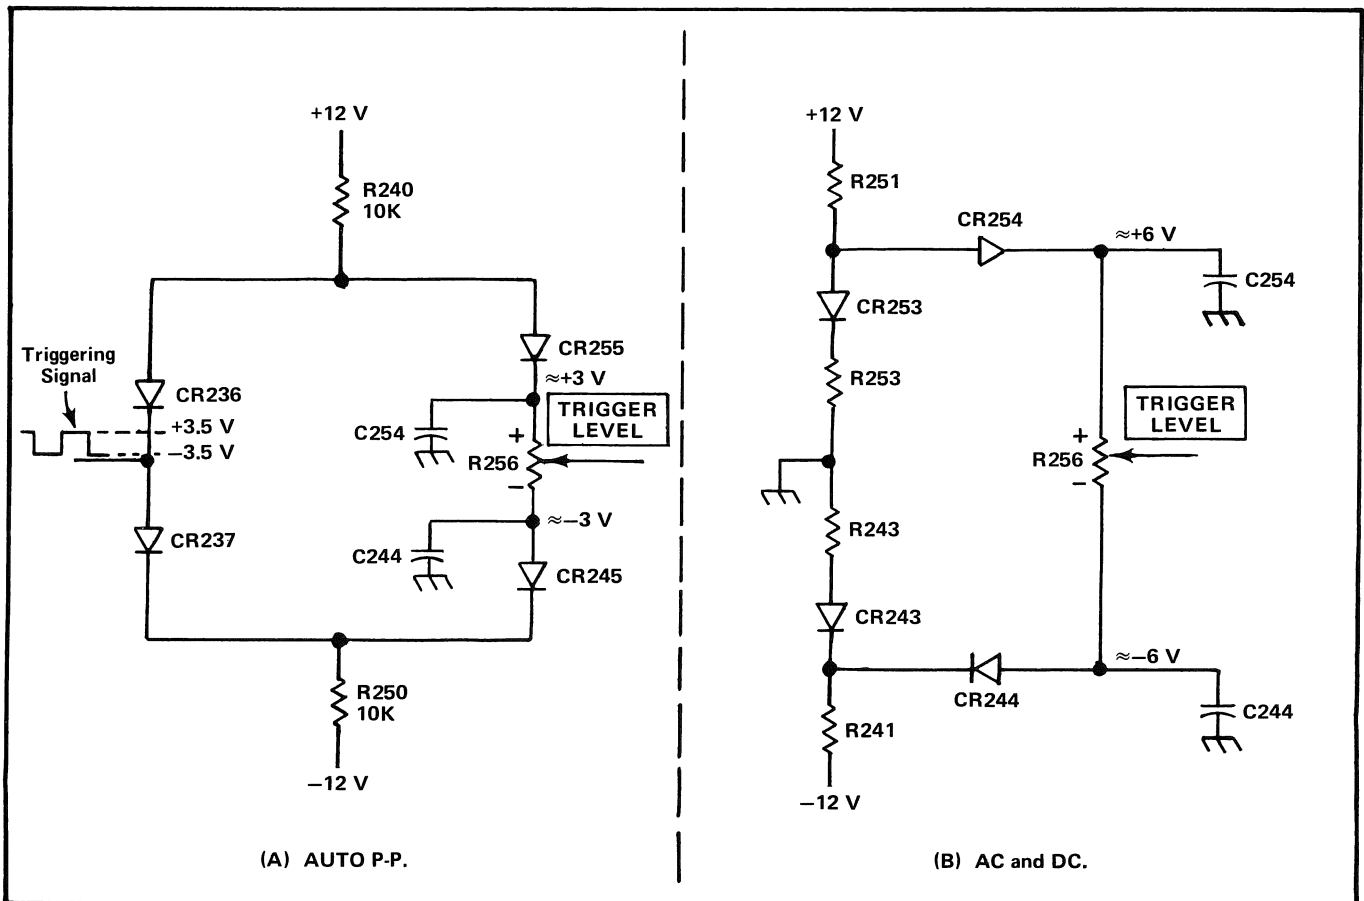 +12 V
R240
10K
CR255
≈+3 V
Triggering
Signal
CR236
+3.5 V
−3.5 V
C254
TRIGGER
LEVEL
+
R256
−
≈−3 V
CR237
C244
CR245
R250
10K
−12 V
(A) AUTO P-P.
+12 V
R251
CR254
≈+6 V
C254
CR253
R253
TRIGGER
LEVEL
+
R256
−
R243
CR243
≈−6 V
CR244
C244
R241
−12 V
(B) AC and DC.